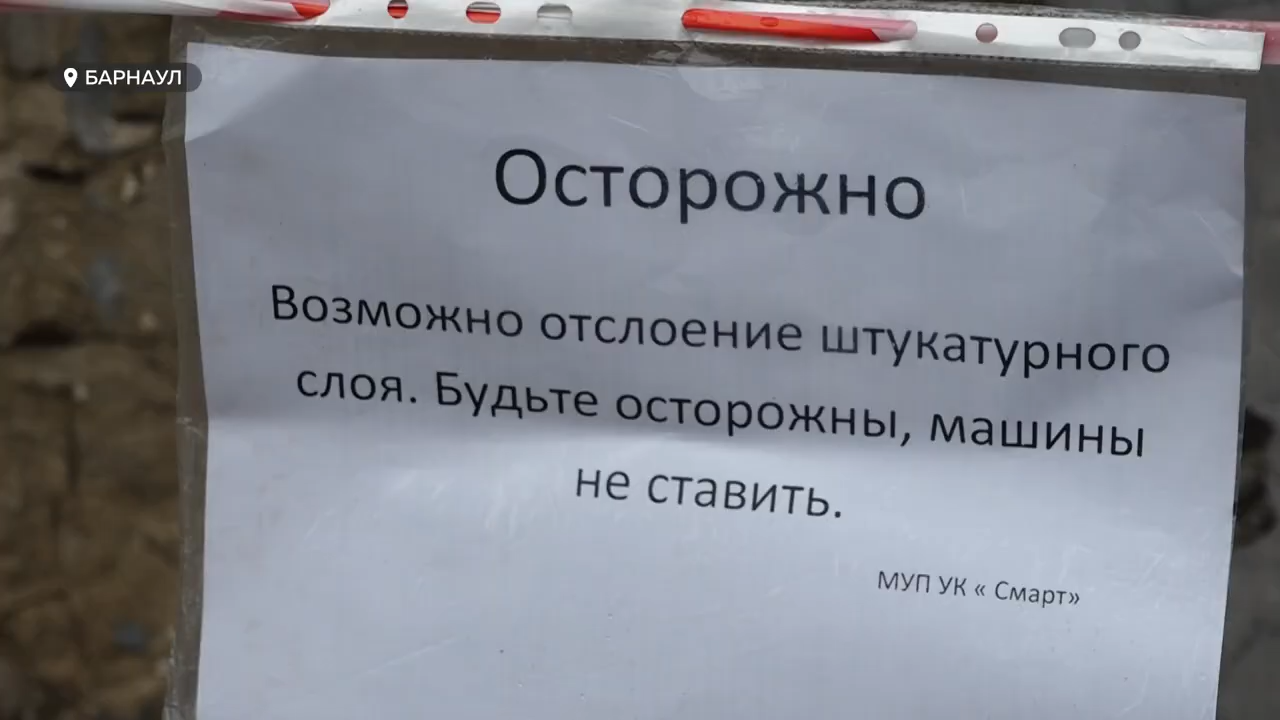 БАРНАУЛ
Осторожно
Возможно отслоение штукатурного
слоя. Будьте осторожны, машины
не ставить.
МУП УК « Смарт»